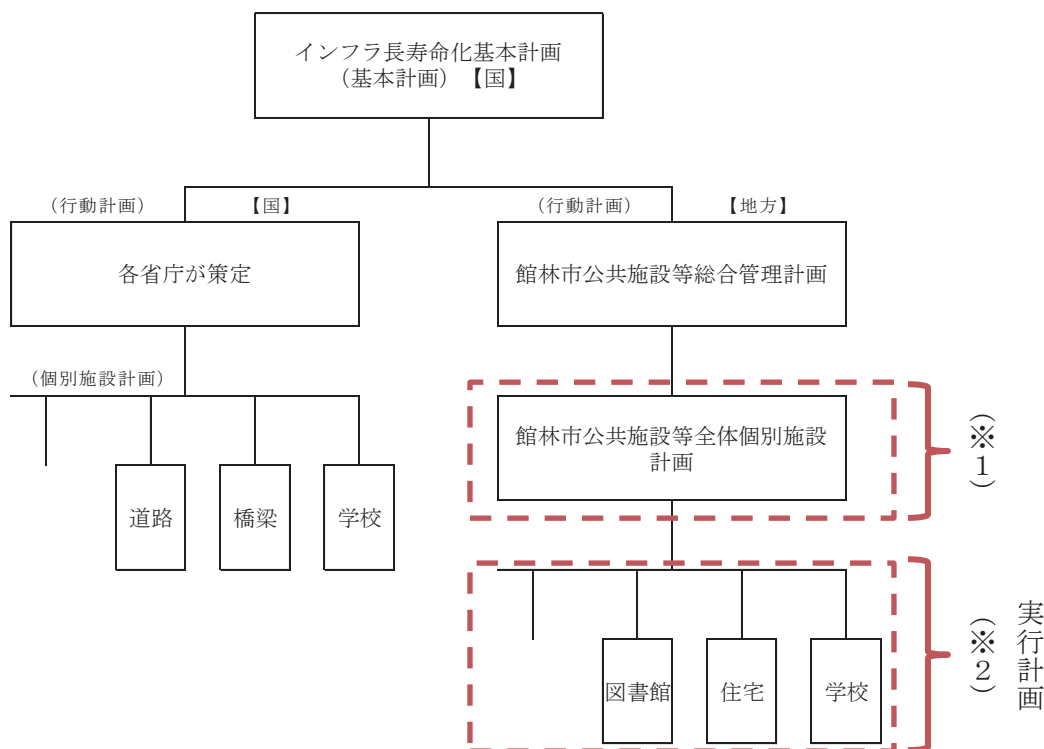 インフラ長寿命化基本計画
（基本計画）【国】
（行動計画）
【国】
（行動計画）
【地方】
各省庁が策定
館林市公共施設等総合管理計画
（個別施設計画）
館林市公共施設等全体個別施設
計画
（※1）
道路
橋梁
学校
図書館
住宅
学校
（※2）
実行計画